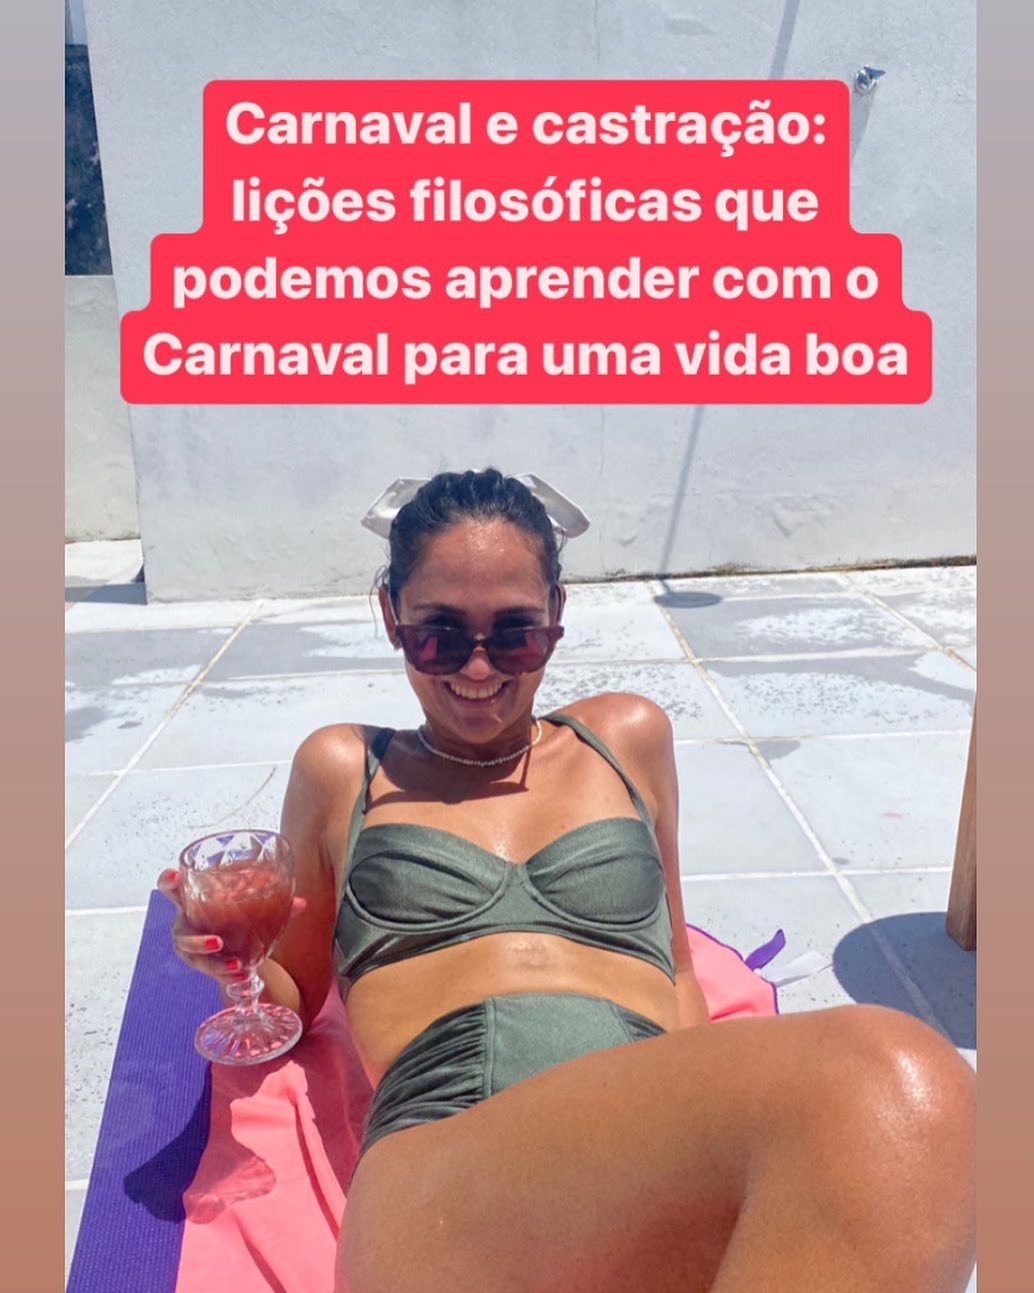 Carnaval e castração:
lições filosóficas que
podemos aprender com o
Carnaval para uma vida boa